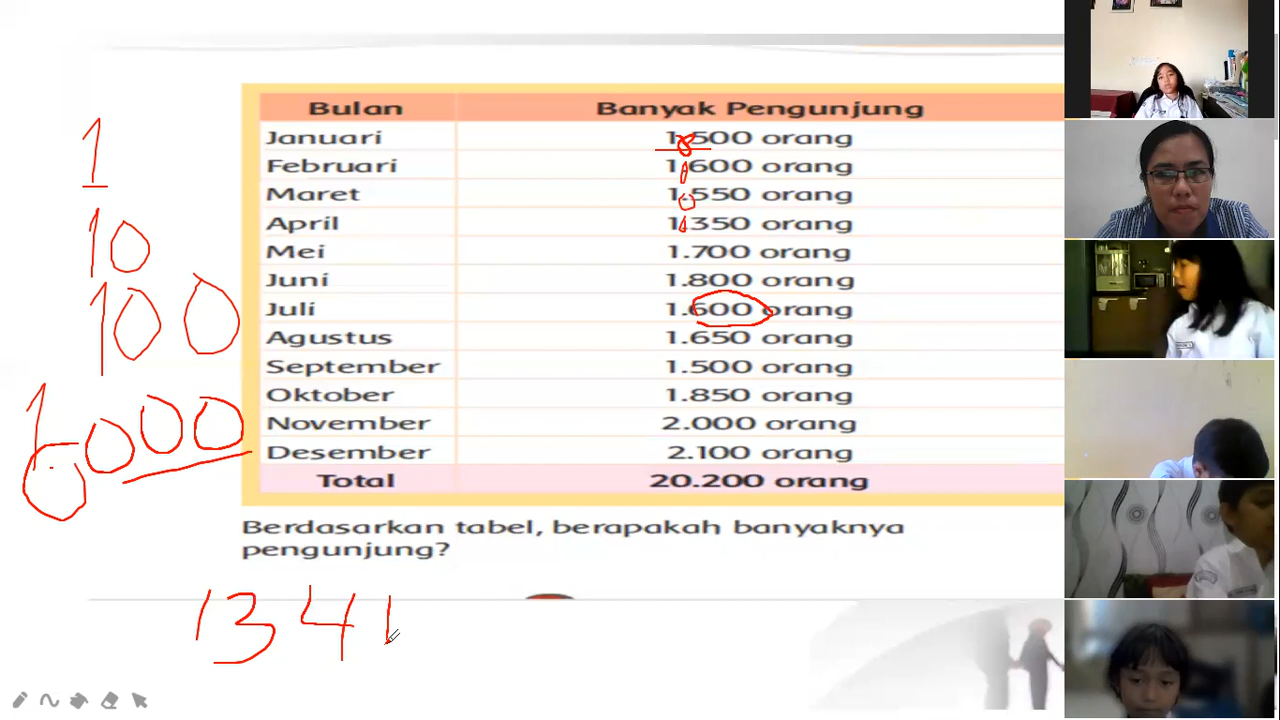 Bulan Banyak Pengunjung
Januari 1.500 orang
Februari 1.600 orang
Maret 1.550 orang
April 1.350 orang
Mei 1.700 orang
Juni 1.800 orang
Juli 1.600 orang
Agustus 1.650 orang
September 1.500 orang
Oktober 1.850 orang
November 2.000 orang
Desember 2.100 orang
Total 20.200 orang
Berdasarkan tabel, berapakah banyaknya
pengunjung?
1
10
100
1000
1341